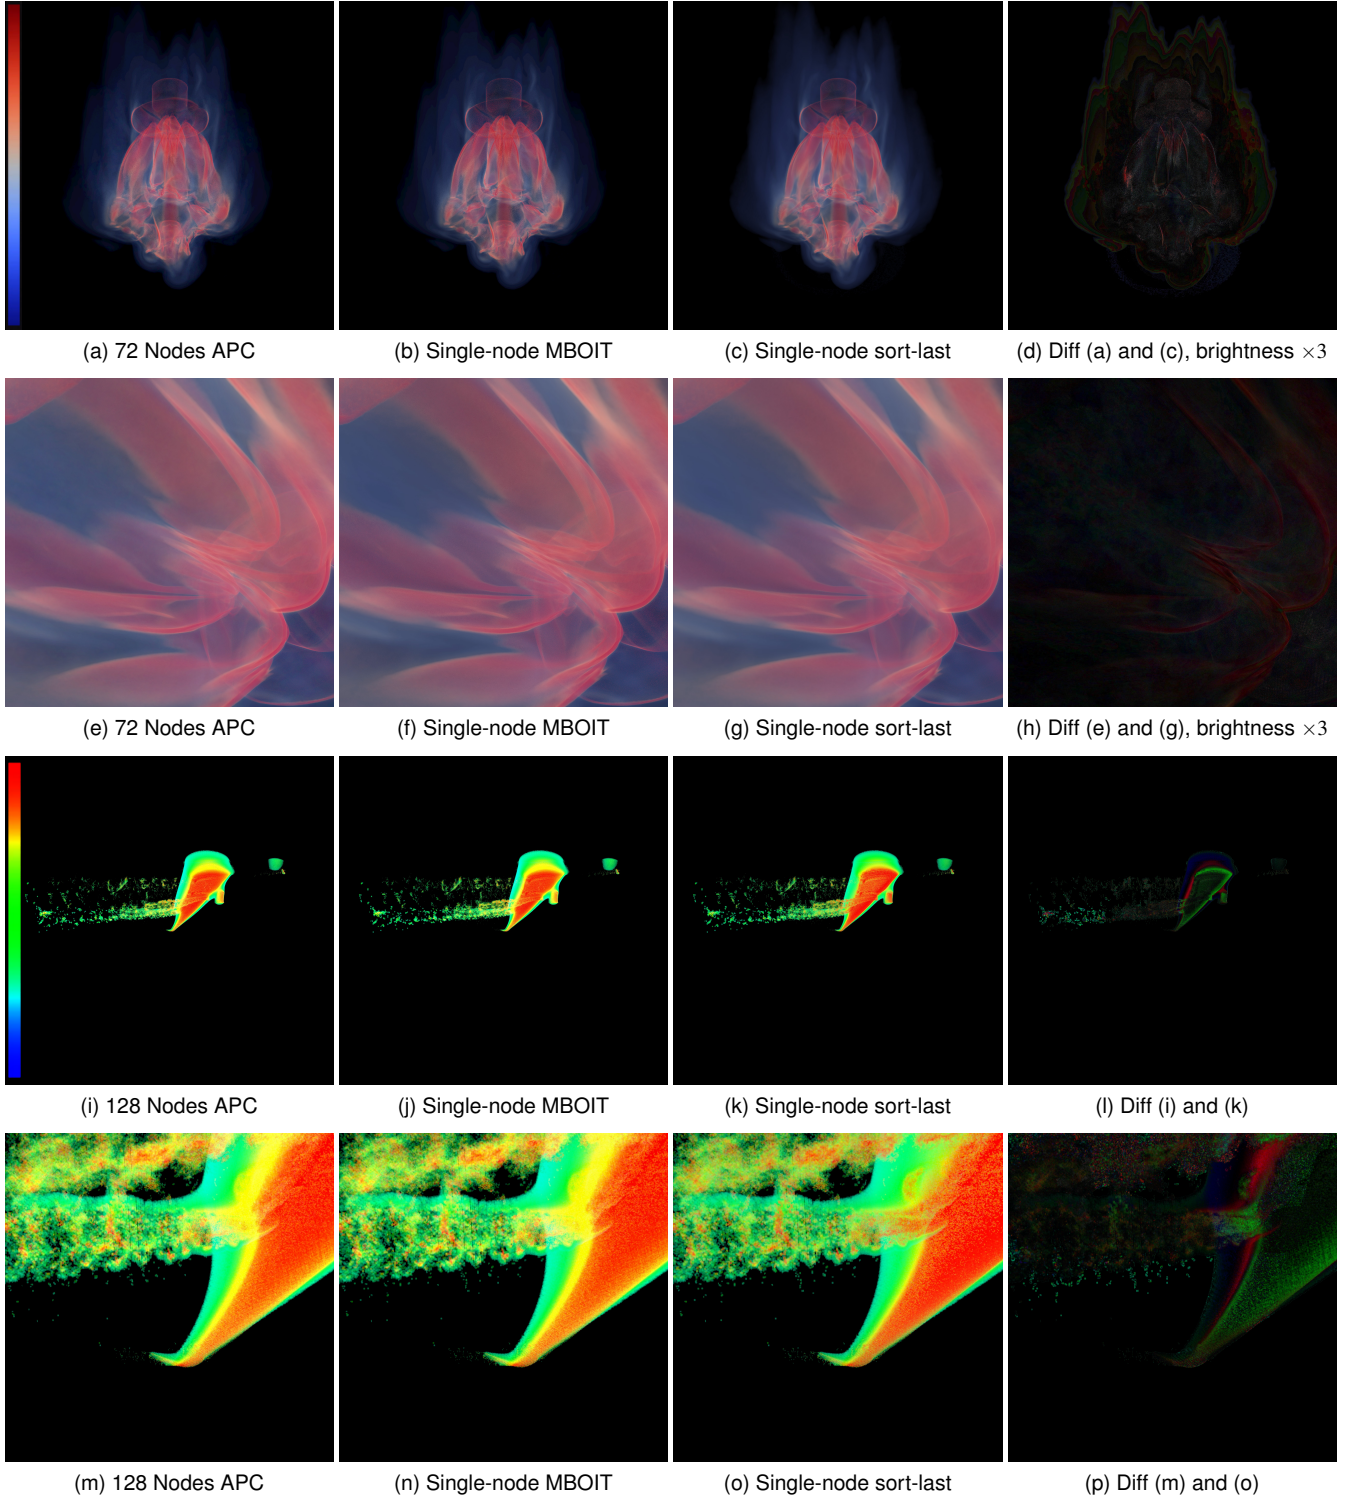 (a) 72 Nodes APC
(b) Single-node MBOIT
(c) Single-node sort-last
(d) Diff (a) and (c), brightness ×3
(e) 72 Nodes APC
(f) Single-node MBOIT
(g) Single-node sort-last
(h) Diff (e) and (g), brightness ×3
(i) 128 Nodes APC
(j) Single-node MBOIT
(k) Single-node sort-last
(l) Diff (i) and (k)
(m) 128 Nodes APC
(n) Single-node MBOIT
(o) Single-node sort-last
(p) Diff (m) and (o)